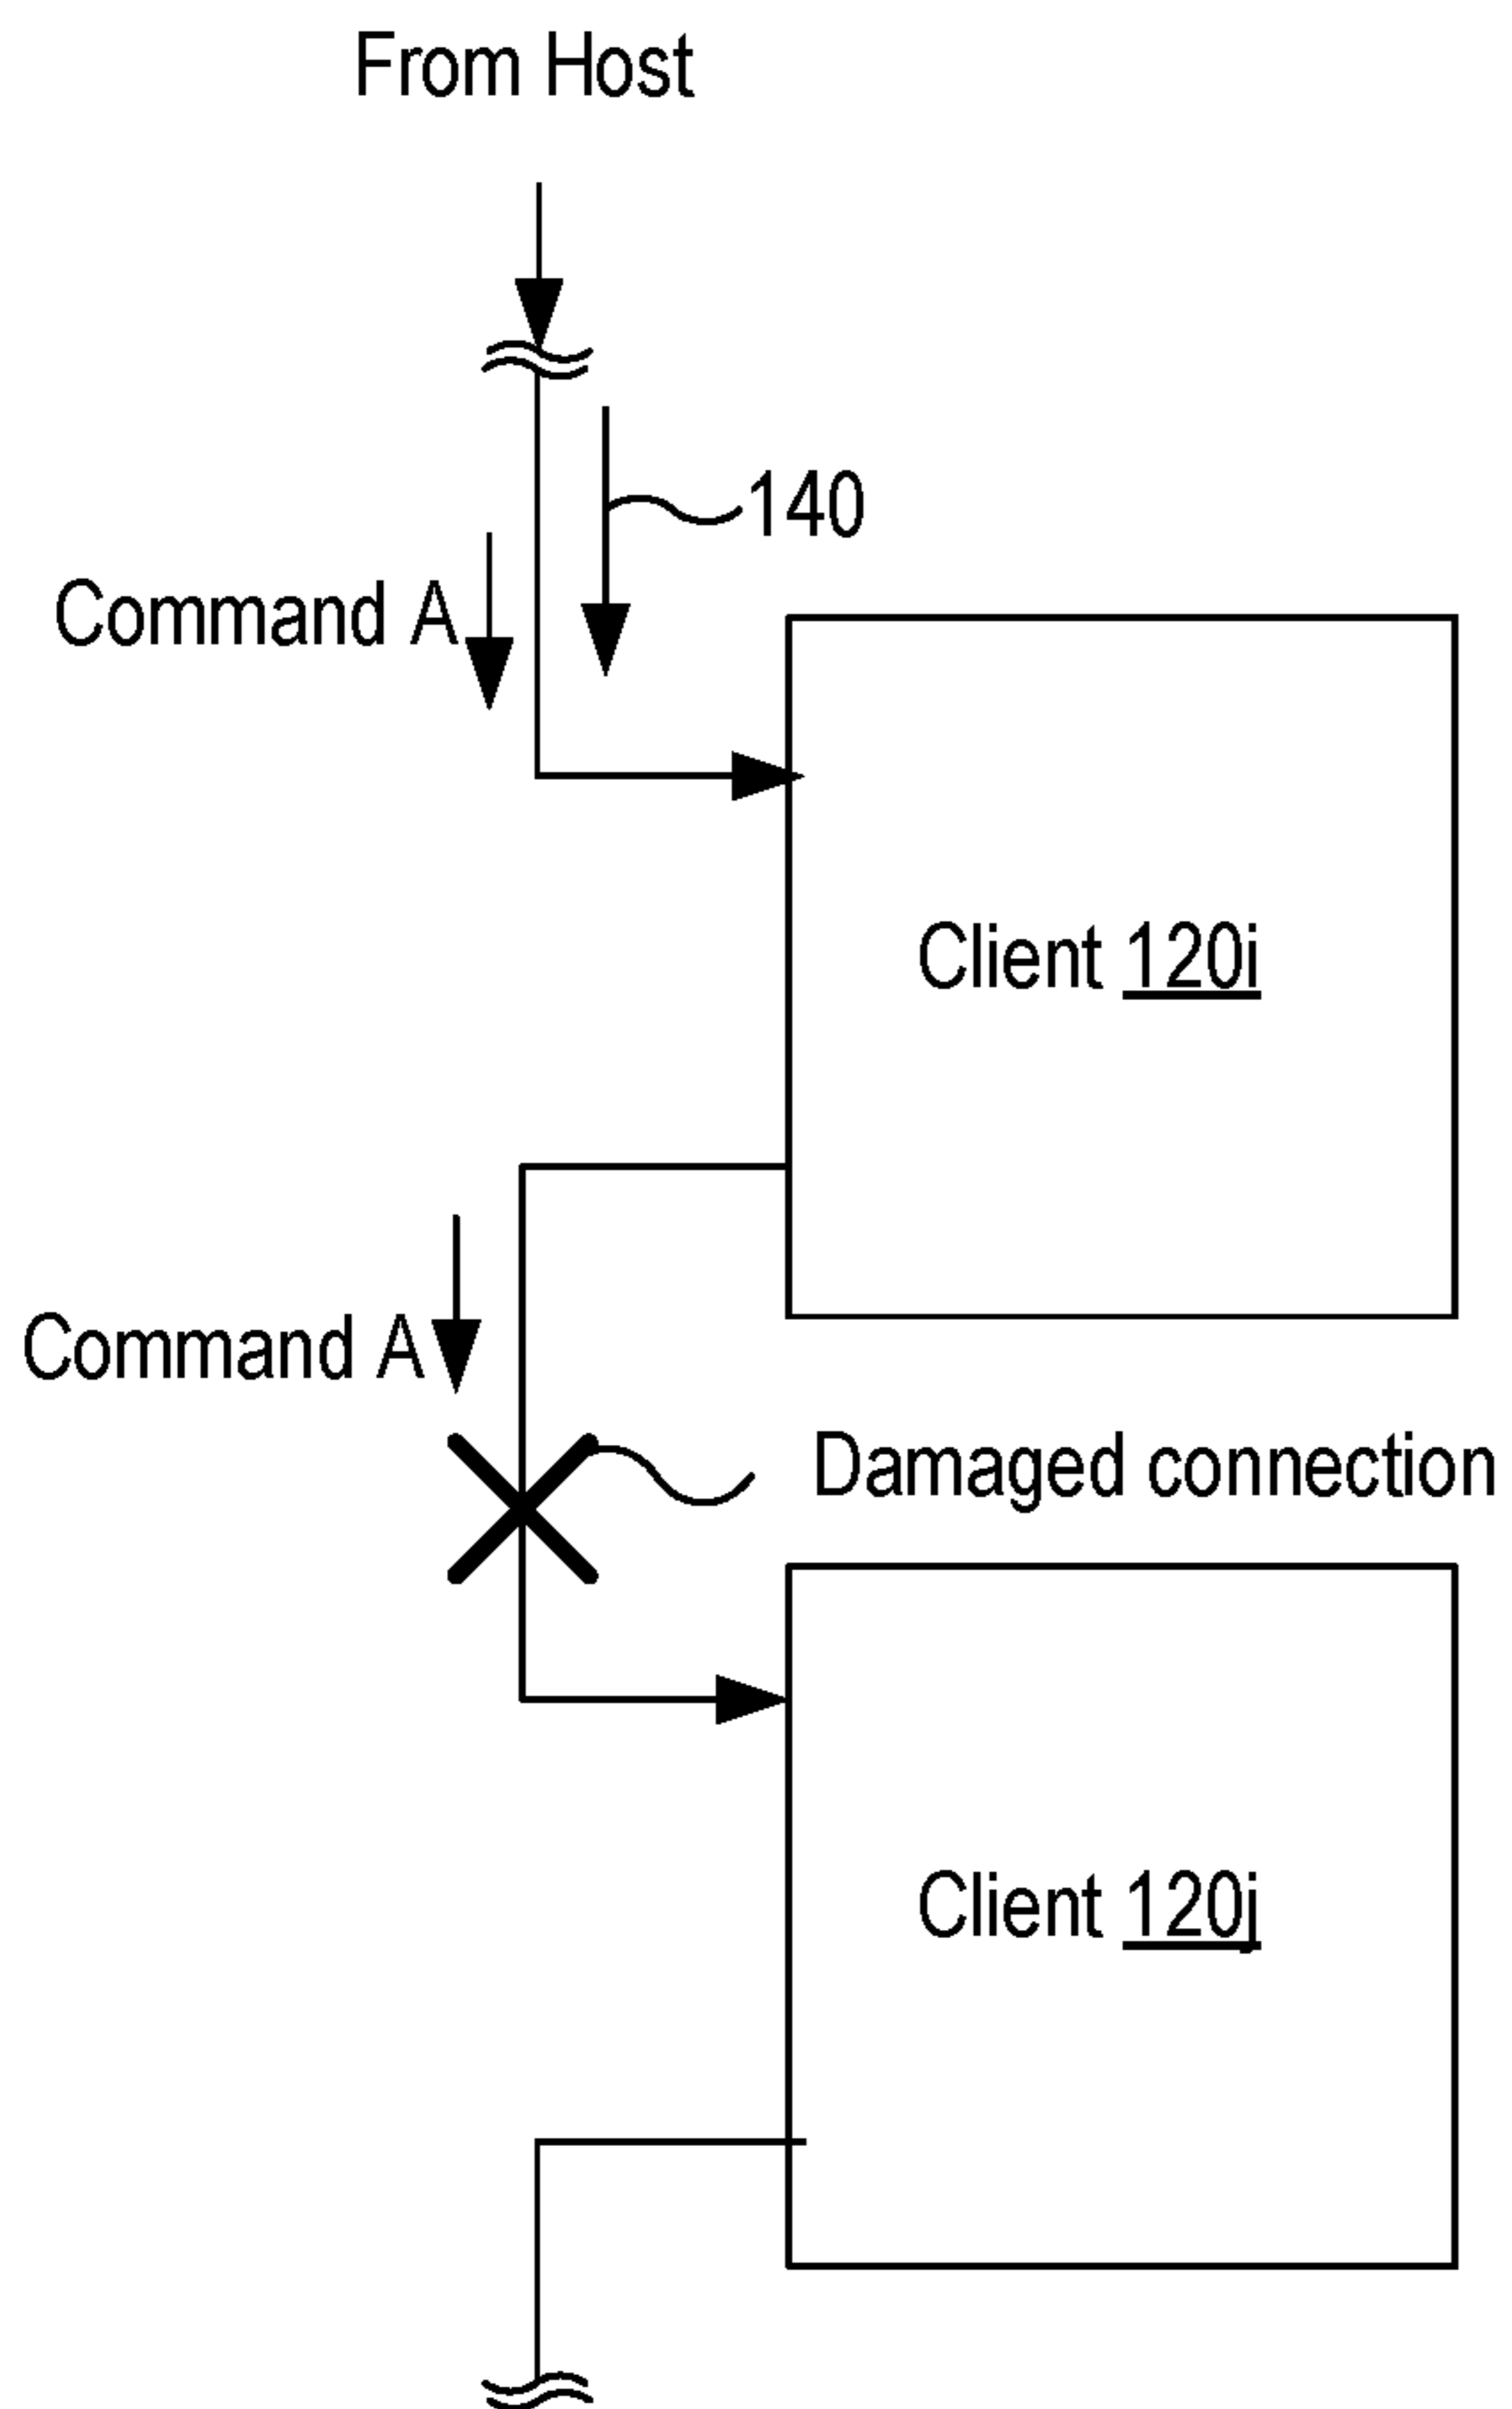 From Host
140
Command A
Client 120i
Command A
Damaged connection
Client 120j